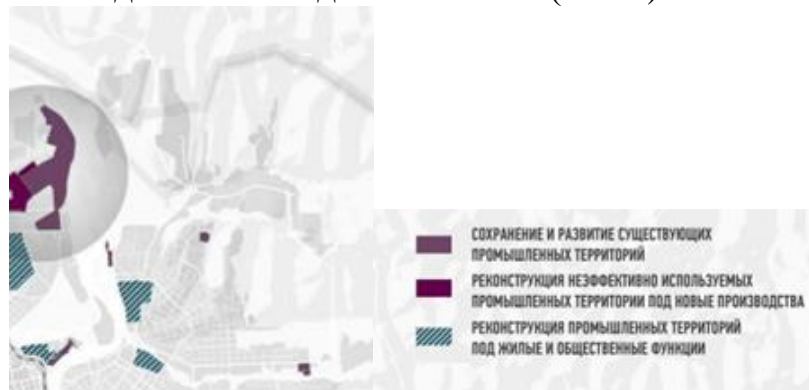 СОХРАНЕНИЕ И РАЗВИТИЕ СУЩЕСТВУЮЩИХ
ПРОМЫШЛЕННЫХ ТЕРРИТОРИЙ
РЕКОНСТРУКЦИЯ НЕЭФФЕКТИВНО ИСПОЛЬЗУЕМЫХ
ПРОМЫШЛЕННЫХ ТЕРРИТОРИИ ПОД НОВЫЕ ПРОИЗВОДСТВА
РЕКОНСТРУКЦИЯ ПРОМЫШЛЕННЫХ ТЕРРИТОРИЙ
ПОД ЖИЛЫЕ И ОБЩЕСТВЕННЫЕ ФУНКЦИИ